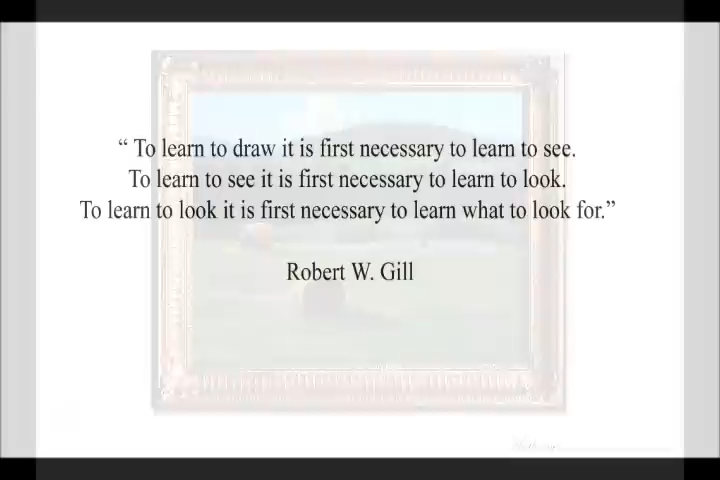 “ To learn to draw it is first necessary to learn to see.
To learn to see it is first necessary to learn to look.
To learn to look it is first necessary to learn what to look for.”
Robert W. Gill